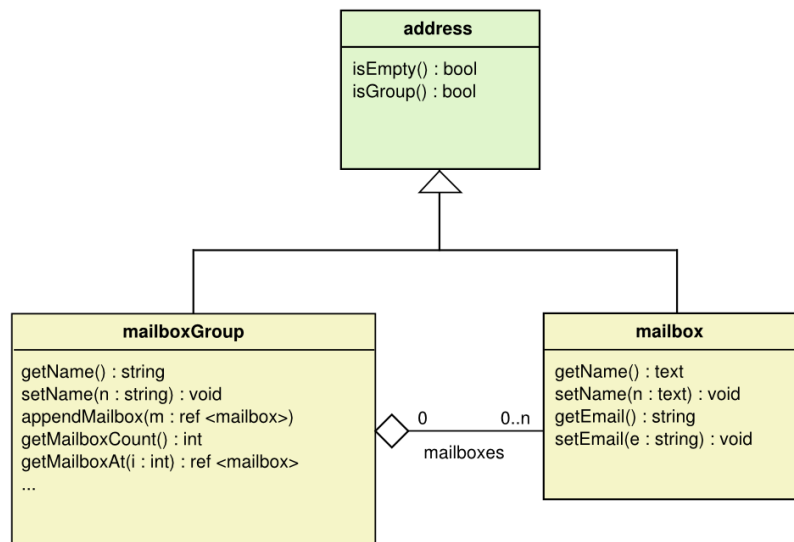 address
isEmpty() : bool
isGroup() : bool
mailboxGroup
getName() : string
setName(n : string) : void
appendMailbox(m : ref <mailbox>)
getMailboxCount() : int
getMailboxAt(i : int) : ref <mailbox>
...
0
0..n
mailboxes
mailbox
getName() : text
setName(n : text) : void
getEmail() : string
setEmail(e : string) : void